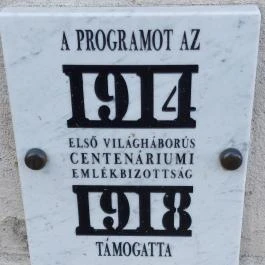 A PROGRAMOT AZ
1914
ELSŐ VILÁGHÁBORÚS
CENTENÁRIUMI
EMLÉKBIZOTTSÁG
1918
TÁMOGATTA